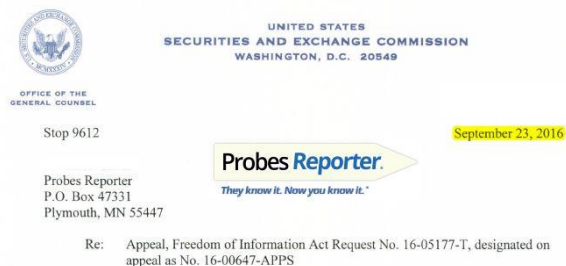 UNITED STATES
SECURITIES AND EXCHANGE COMMISSION
WASHINGTON, D.C. 20549
OFFICE OF THE
GENERAL COUNSEL
Stop 9612
September 23, 2016
Probes Reporter.
They know it. Now you know it.
Probes Reporter
P.O. Box 47331
Plymouth, MN 55447
Re: Appeal, Freedom of Information Act Request No. 16-05177-T, designated on
appeal as No. 16-00647-APPS